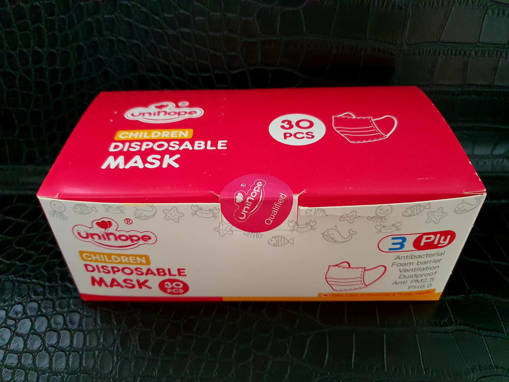 unihope
®
CHILDREN
DISPOSABLE
MASK
30
PCS
unihope
®
Qualified
unihope
®
CHILDREN
DISPOSABLE
MASK
30
PCS
3 Ply
Antibacterial
Foam barrier
Ventilation
Dustproof
Anti PM2.5